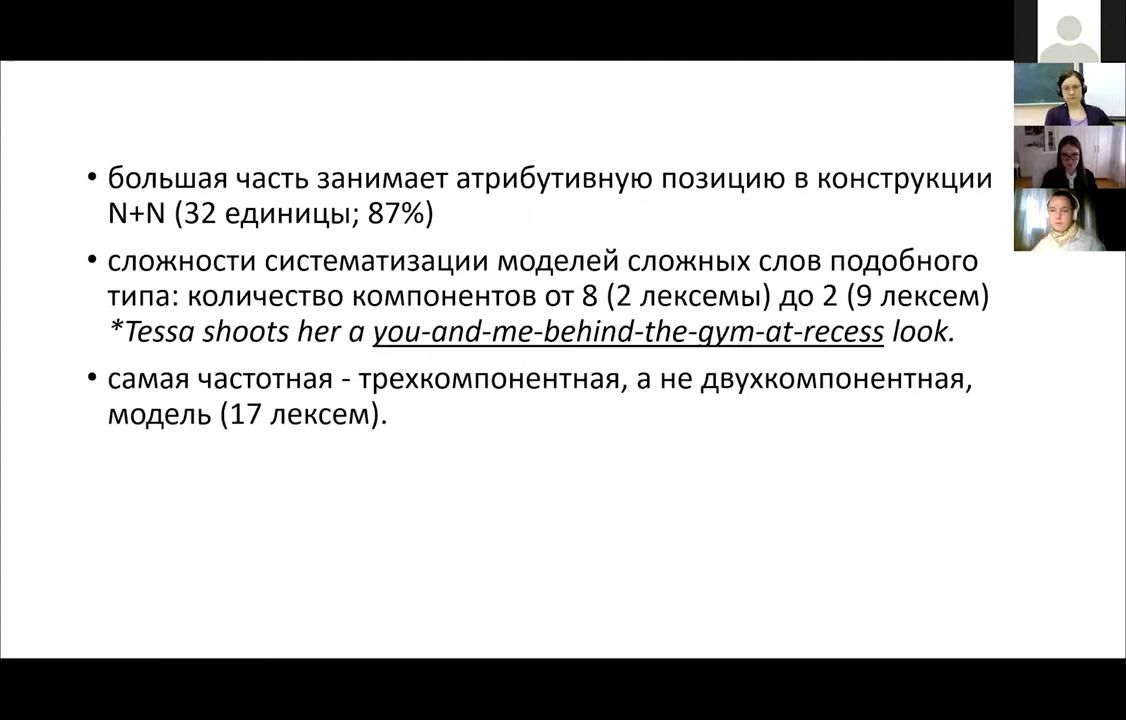 • большая часть занимает атрибутивную позицию в конструкции
N+N (32 единицы; 87%)
• сложности систематизации моделей сложных слов подобного
типа: количество компонентов от 8 (2 лексемы) до 2 (9 лексем)
*Tessa shoots her a you-and-me-behind-the-gym-at-recess look.
• самая частотная - трехкомпонентная, а не двухкомпонентная,
модель (17 лексем).